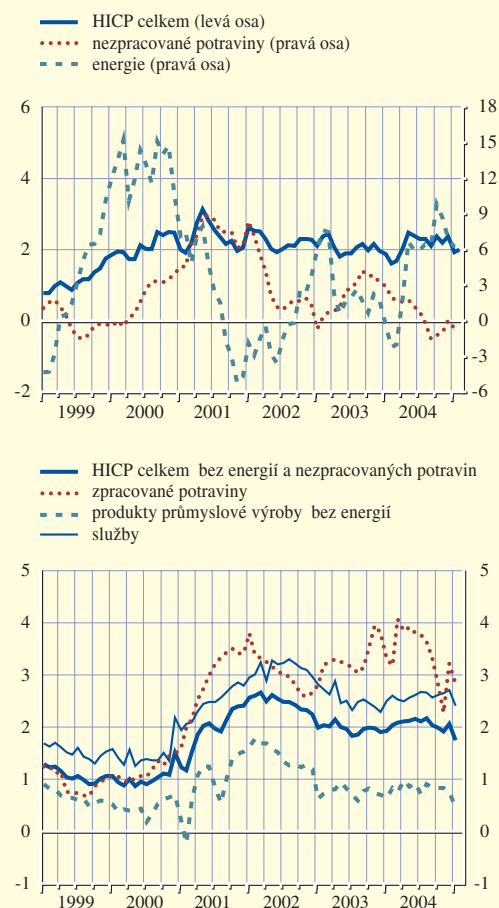 HICP celkem (levá osa)
nezpracované potraviny (pravá osa)
energie (pravá osa)
6 18
15
4 12
9
2 6
3
0 0
-3
-2 -6
1999 2000 2001 2002 2003 2004
HICP celkem bez energií a nezpracovaných potravin
zpracované potraviny
produkty průmyslové výroby bez energií
služby
5 5
4 4
3 3
2 2
1 1
0 0
-1 -1
1999 2000 2001 2002 2003 2004